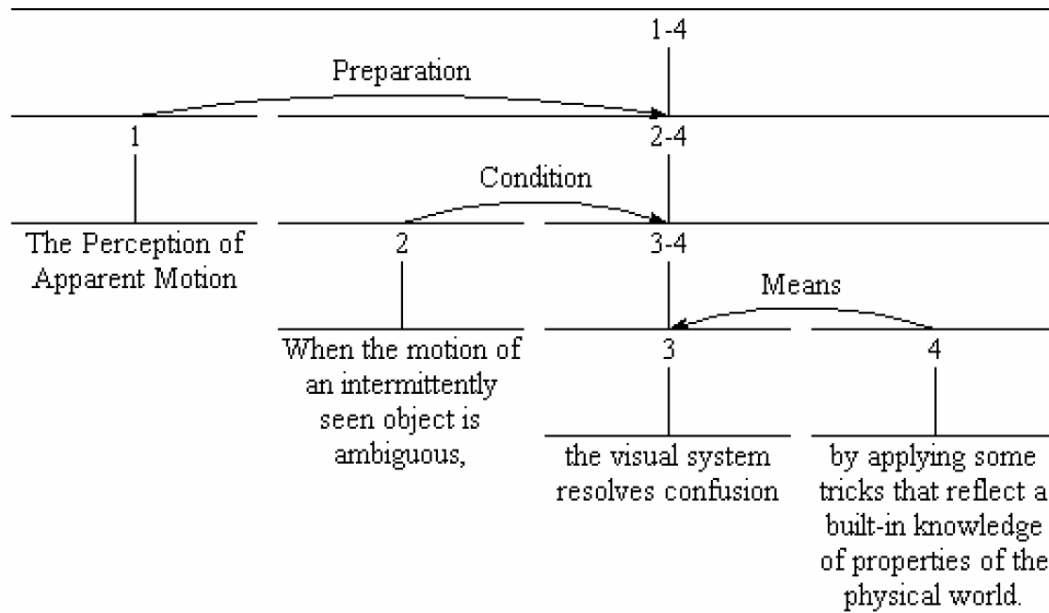 1-4
Preparation
1
2-4
Condition
The Perception of
Apparent Motion
2
3-4
Means
When the motion of
an intermittently
seen object is
ambiguous,
3
4
the visual system
resolves confusion
by applying some
tricks that reflect a
built-in knowledge
of properties of the
physical world.